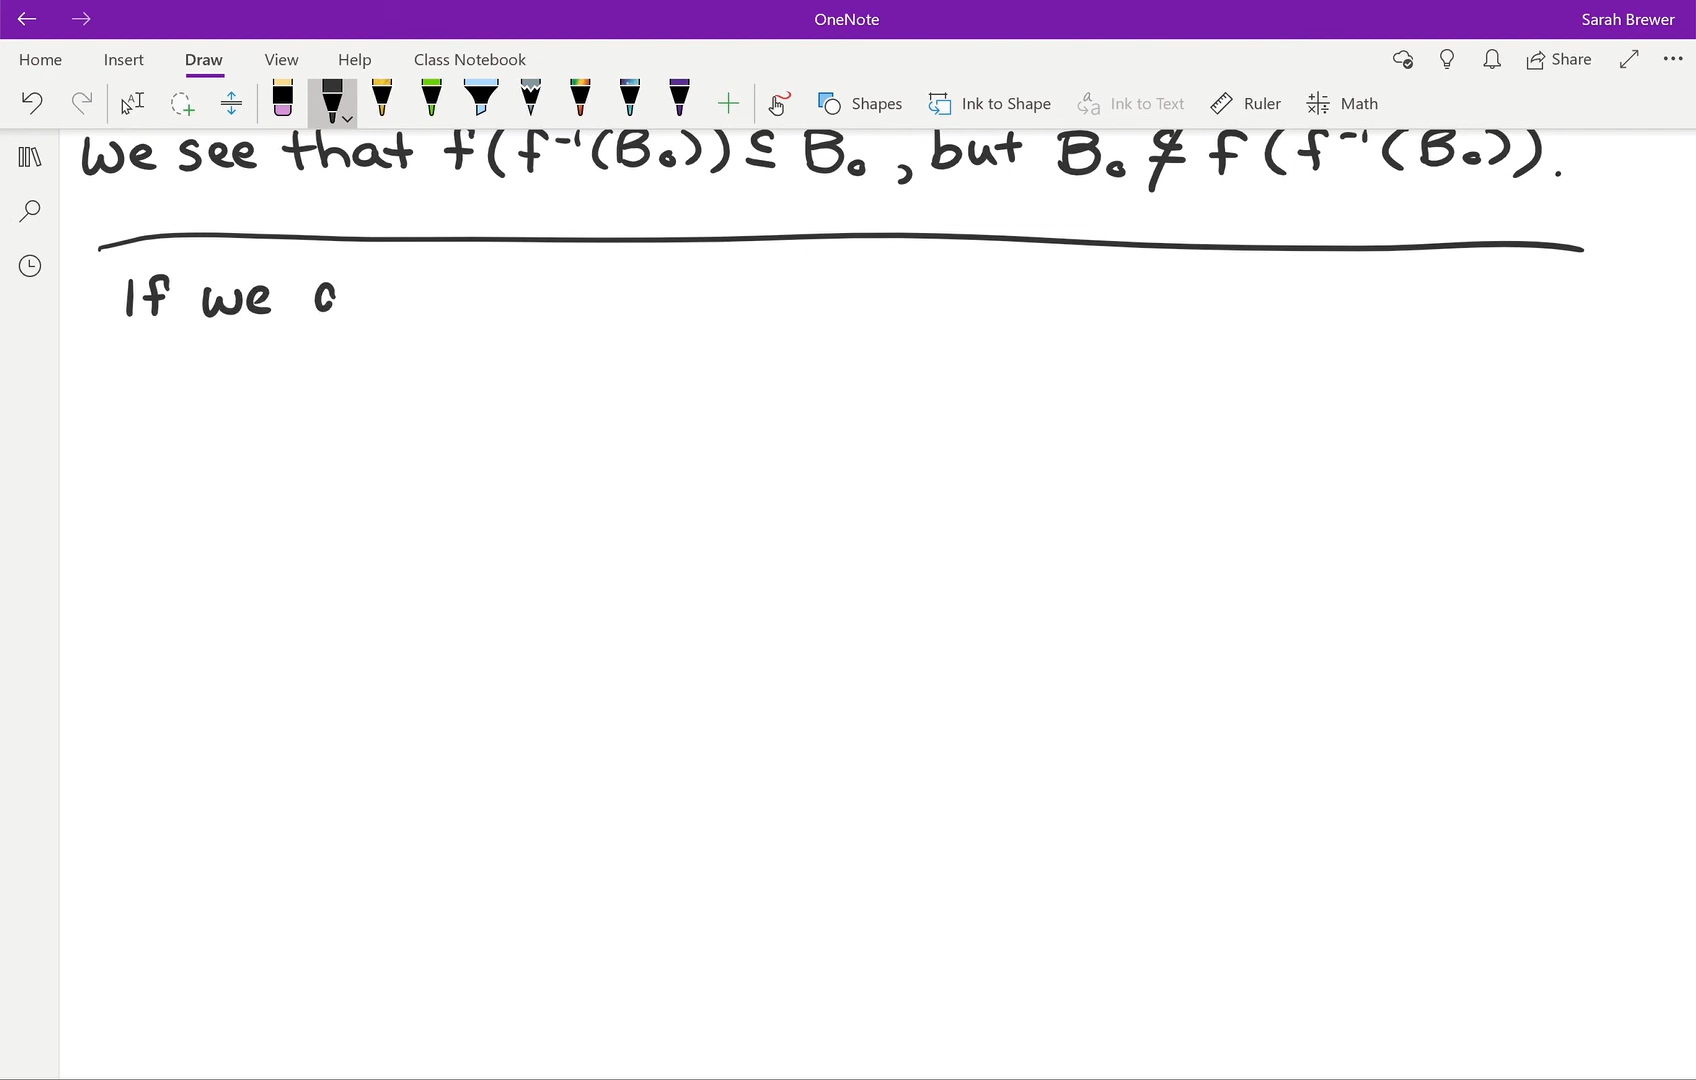 OneNote
Sarah Brewer
Home Insert Draw View Help Class Notebook Share
Shapes Ink to Shape Ink to Text Ruler Math
We see that f(f⁻¹(B₀)) ⊆ B₀, but B₀ ⊈ f(f⁻¹(B₀)).
If we